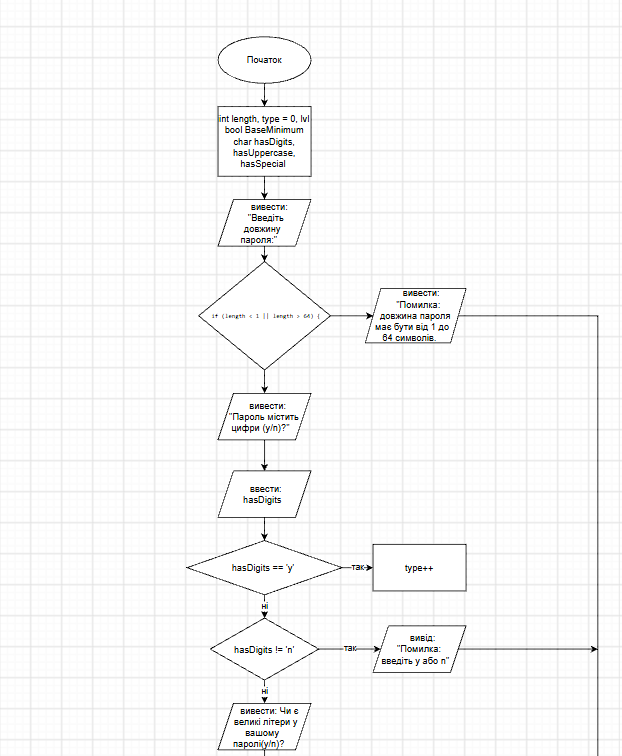 Початок
int length, type = 0, lvl
bool BaseMinimum
char hasDigits,
hasUppercase,
hasSpecial
вивести:
"Введіть
довжину
пароля:"
if (length < 1 || length > 64) {
вивести:
"Помилка:
довжина пароля
має бути від 1 до
64 символів.
вивести:
"Пароль містить
цифри (y/n)?"
ввести:
hasDigits
hasDigits == 'y'
так
type++
ні
hasDigits != 'n'
так
вивід:
"Помилка:
введіть y або n"
ні
вивести: Чи є
великі літери у
вашому
паролі(y/n)?